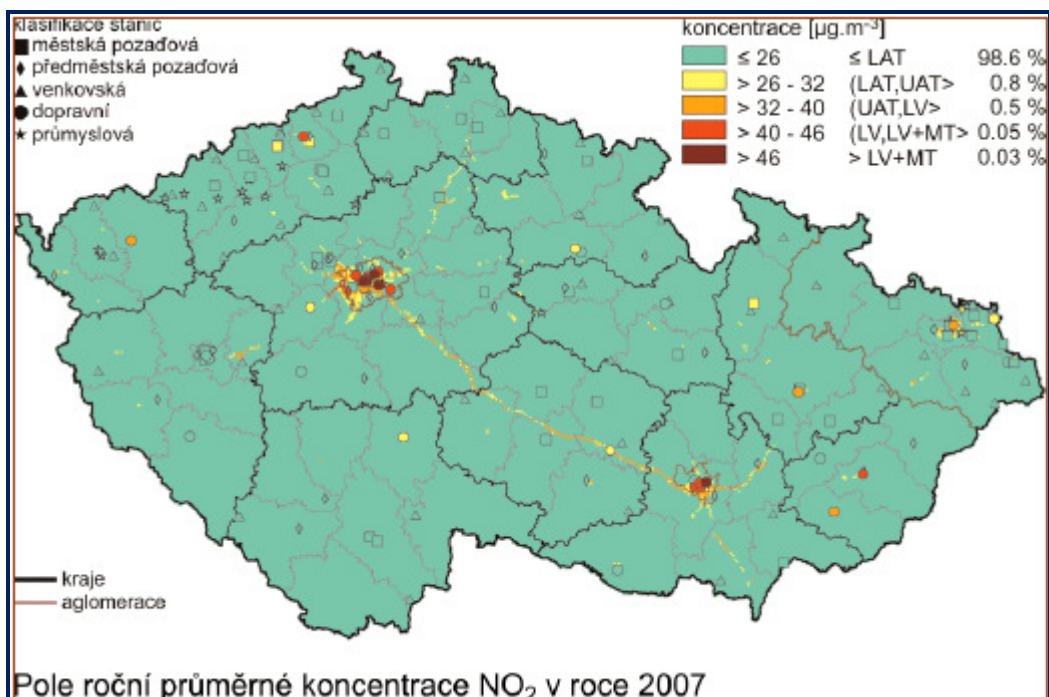 klasifikace stanic
městská pozaďová
předměstská pozaďová
venkovská
dopravní
průmyslová
koncentrace [µg.m⁻³]
≤ 26 ≤ LAT 98.6 %
> 26 - 32 (LAT,UAT> 0.8 %
> 32 - 40 (UAT,LV> 0.5 %
> 40 - 46 (LV,LV+MT> 0.05 %
> 46 > LV+MT 0.03 %
kraje
aglomerace
Pole roční průměrné koncentrace NO₂ v roce 2007